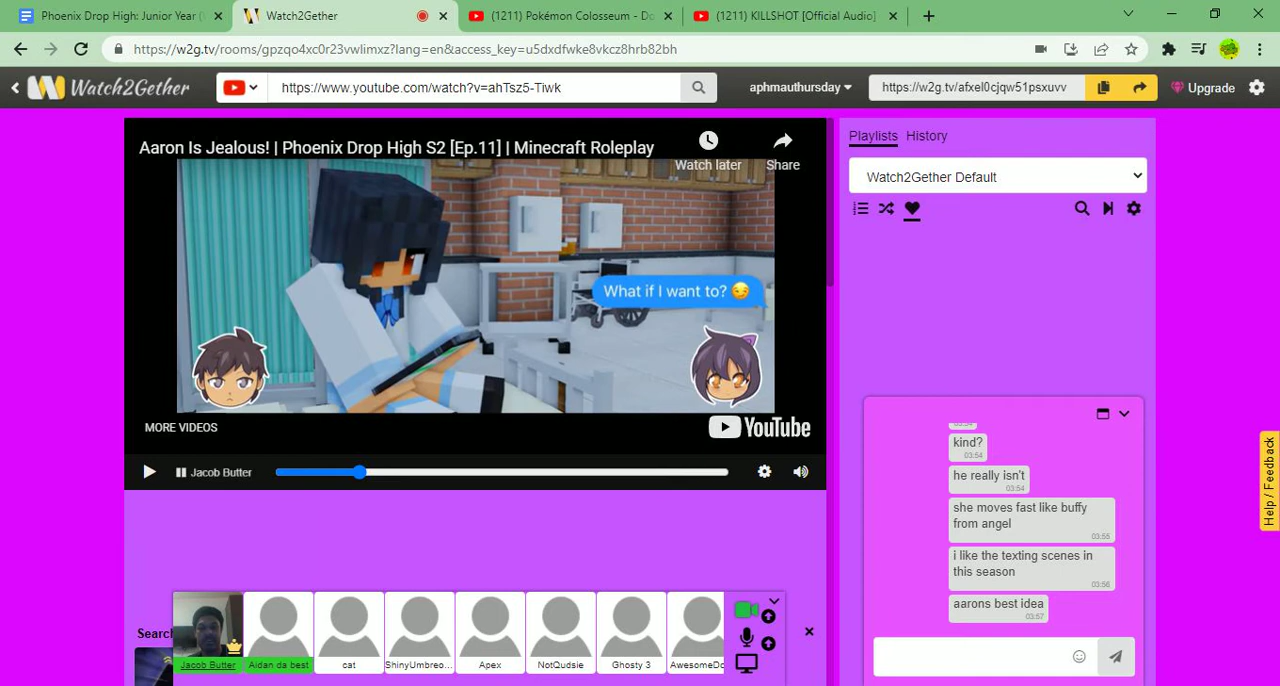 Phoenix Drop High: Junior Year (
Watch2Gether
(1211) Pokémon Colosseum - Do
(1211) KILLSHOT [Official Audio]
https://w2g.tv/rooms/gpzqo4xc0r23vwlimxz?lang=en&access_key=u5dxdfwke8vkcz8hrb82bh
Watch2Gether
https://www.youtube.com/watch?v=ahTsz5-Tiwk
aphmauthursday
https://w2g.tv/afxel0cjqw51psxuvv
Upgrade
Aaron Is Jealous! | Phoenix Drop High S2 [Ep.11] | Minecraft Roleplay
Watch later
Share
What if I want to? 😏
MORE VIDEOS
YouTube
Jacob Butter
Playlists
History
Watch2Gether Default
kind?
03:54
he really isn't
03:54
she moves fast like buffy
from angel
03:55
i like the texting scenes in
this season
03:56
aarons best idea
03:57
Help / Feedback
Search
Jacob Butter
Aidan da best
cat
ShinyUmbreo...
Apex
NotQudsie
Ghosty 3
AwesomeDo